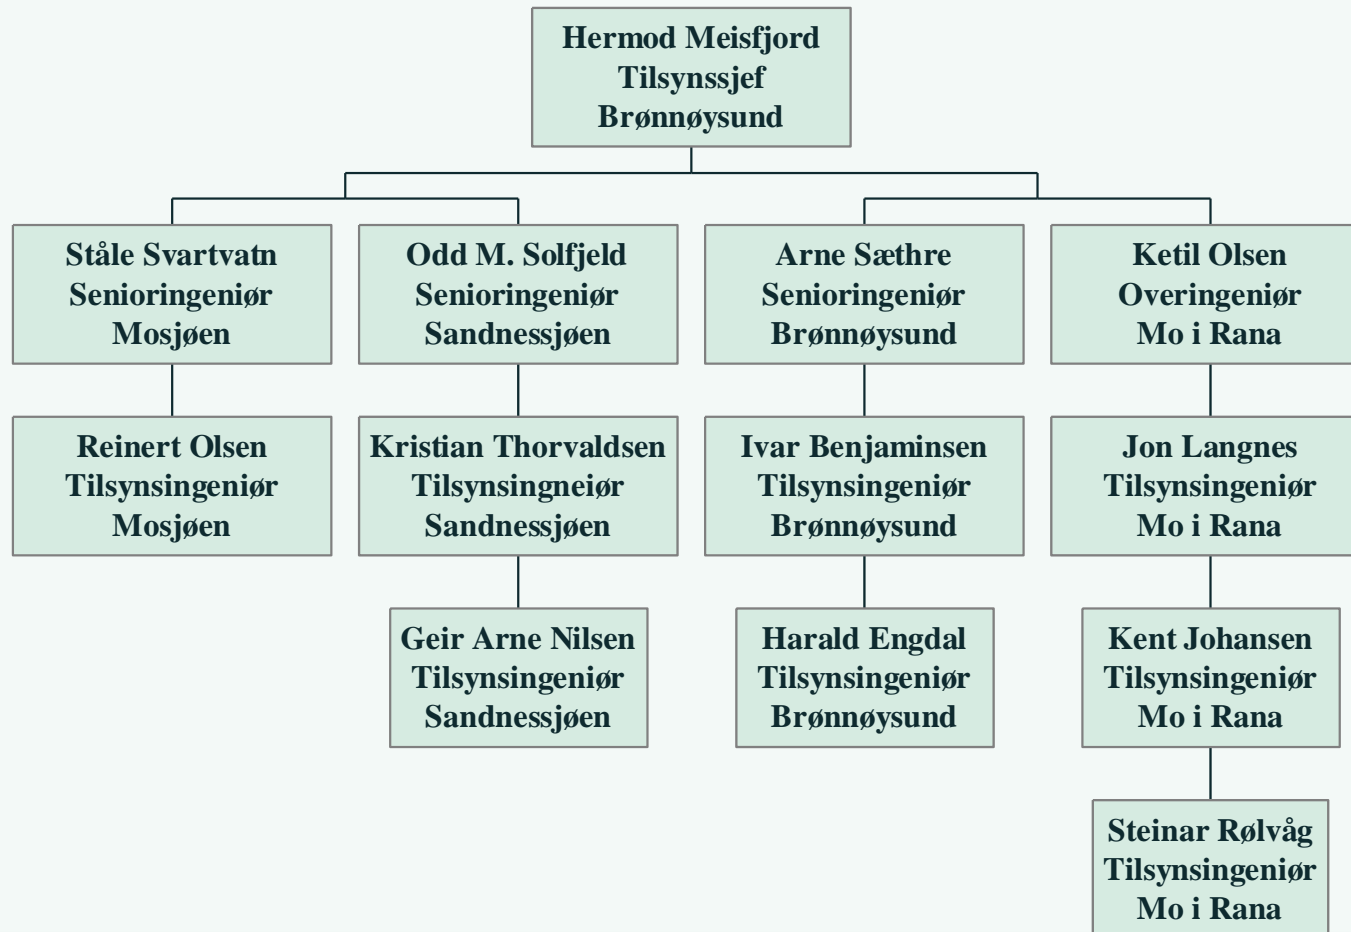 Hermod Meisfjord
Tilsynssjef
Brønnøysund
Ståle Svartvatn
Senioringeniør
Mosjøen
Odd M. Solfjeld
Senioringeniør
Sandnessjøen
Arne Sæthre
Senioringeniør
Brønnøysund
Ketil Olsen
Overingeniør
Mo i Rana
Reinert Olsen
Tilsynsingeniør
Mosjøen
Kristian Thorvaldsen
Tilsynsingneiør
Sandnessjøen
Ivar Benjaminsen
Tilsynsingeniør
Brønnøysund
Jon Langnes
Tilsynsingeniør
Mo i Rana
Geir Arne Nilsen
Tilsynsingeniør
Sandnessjøen
Harald Engdal
Tilsynsingeniør
Brønnøysund
Kent Johansen
Tilsynsingeniør
Mo i Rana
Steinar Rølvåg
Tilsynsingeniør
Mo i Rana